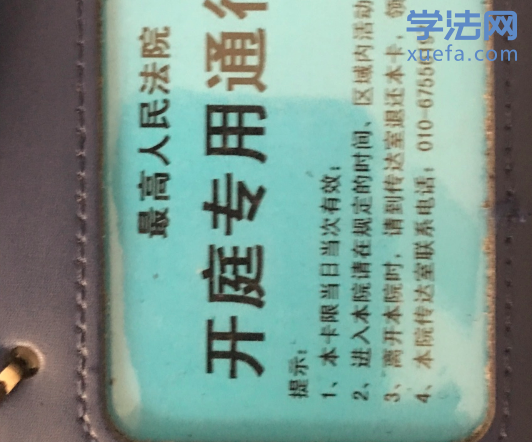 学法网
xuefa.com
最高人民法院
开庭专用通行
提示:
1、本卡限当日当次有效;
2、进入本院请在规定的时间、区域内活动
3、离开本院时,请到传达室退还本卡,领
4、本院传达室联系电话:010-6755